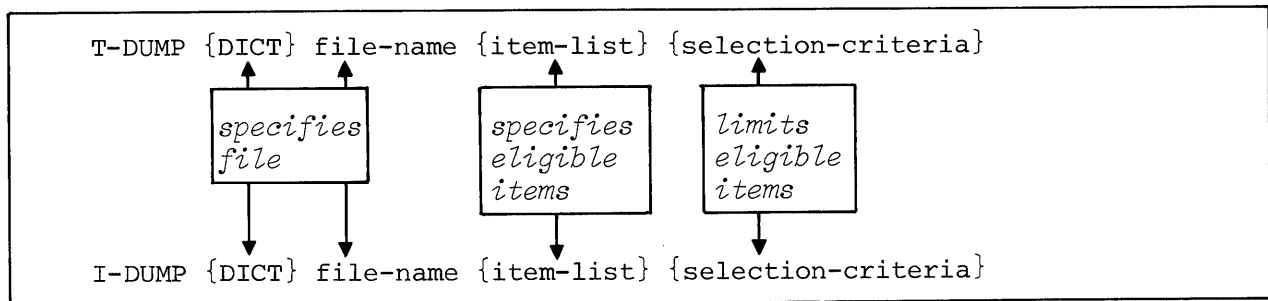 T-DUMP {DICT} file-name {item-list} {selection-criteria}
specifies
file
specifies
eligible
items
limits
eligible
items
I-DUMP {DICT} file-name {item-list} {selection-criteria}